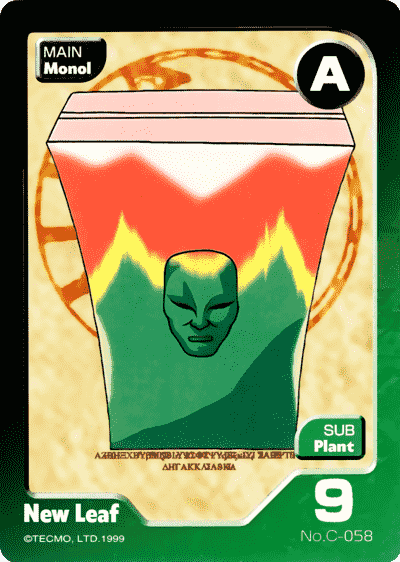 MAIN
Monol
A
SUB
Plant
New Leaf
9
©TECMO, LTD.1999
No.C-058